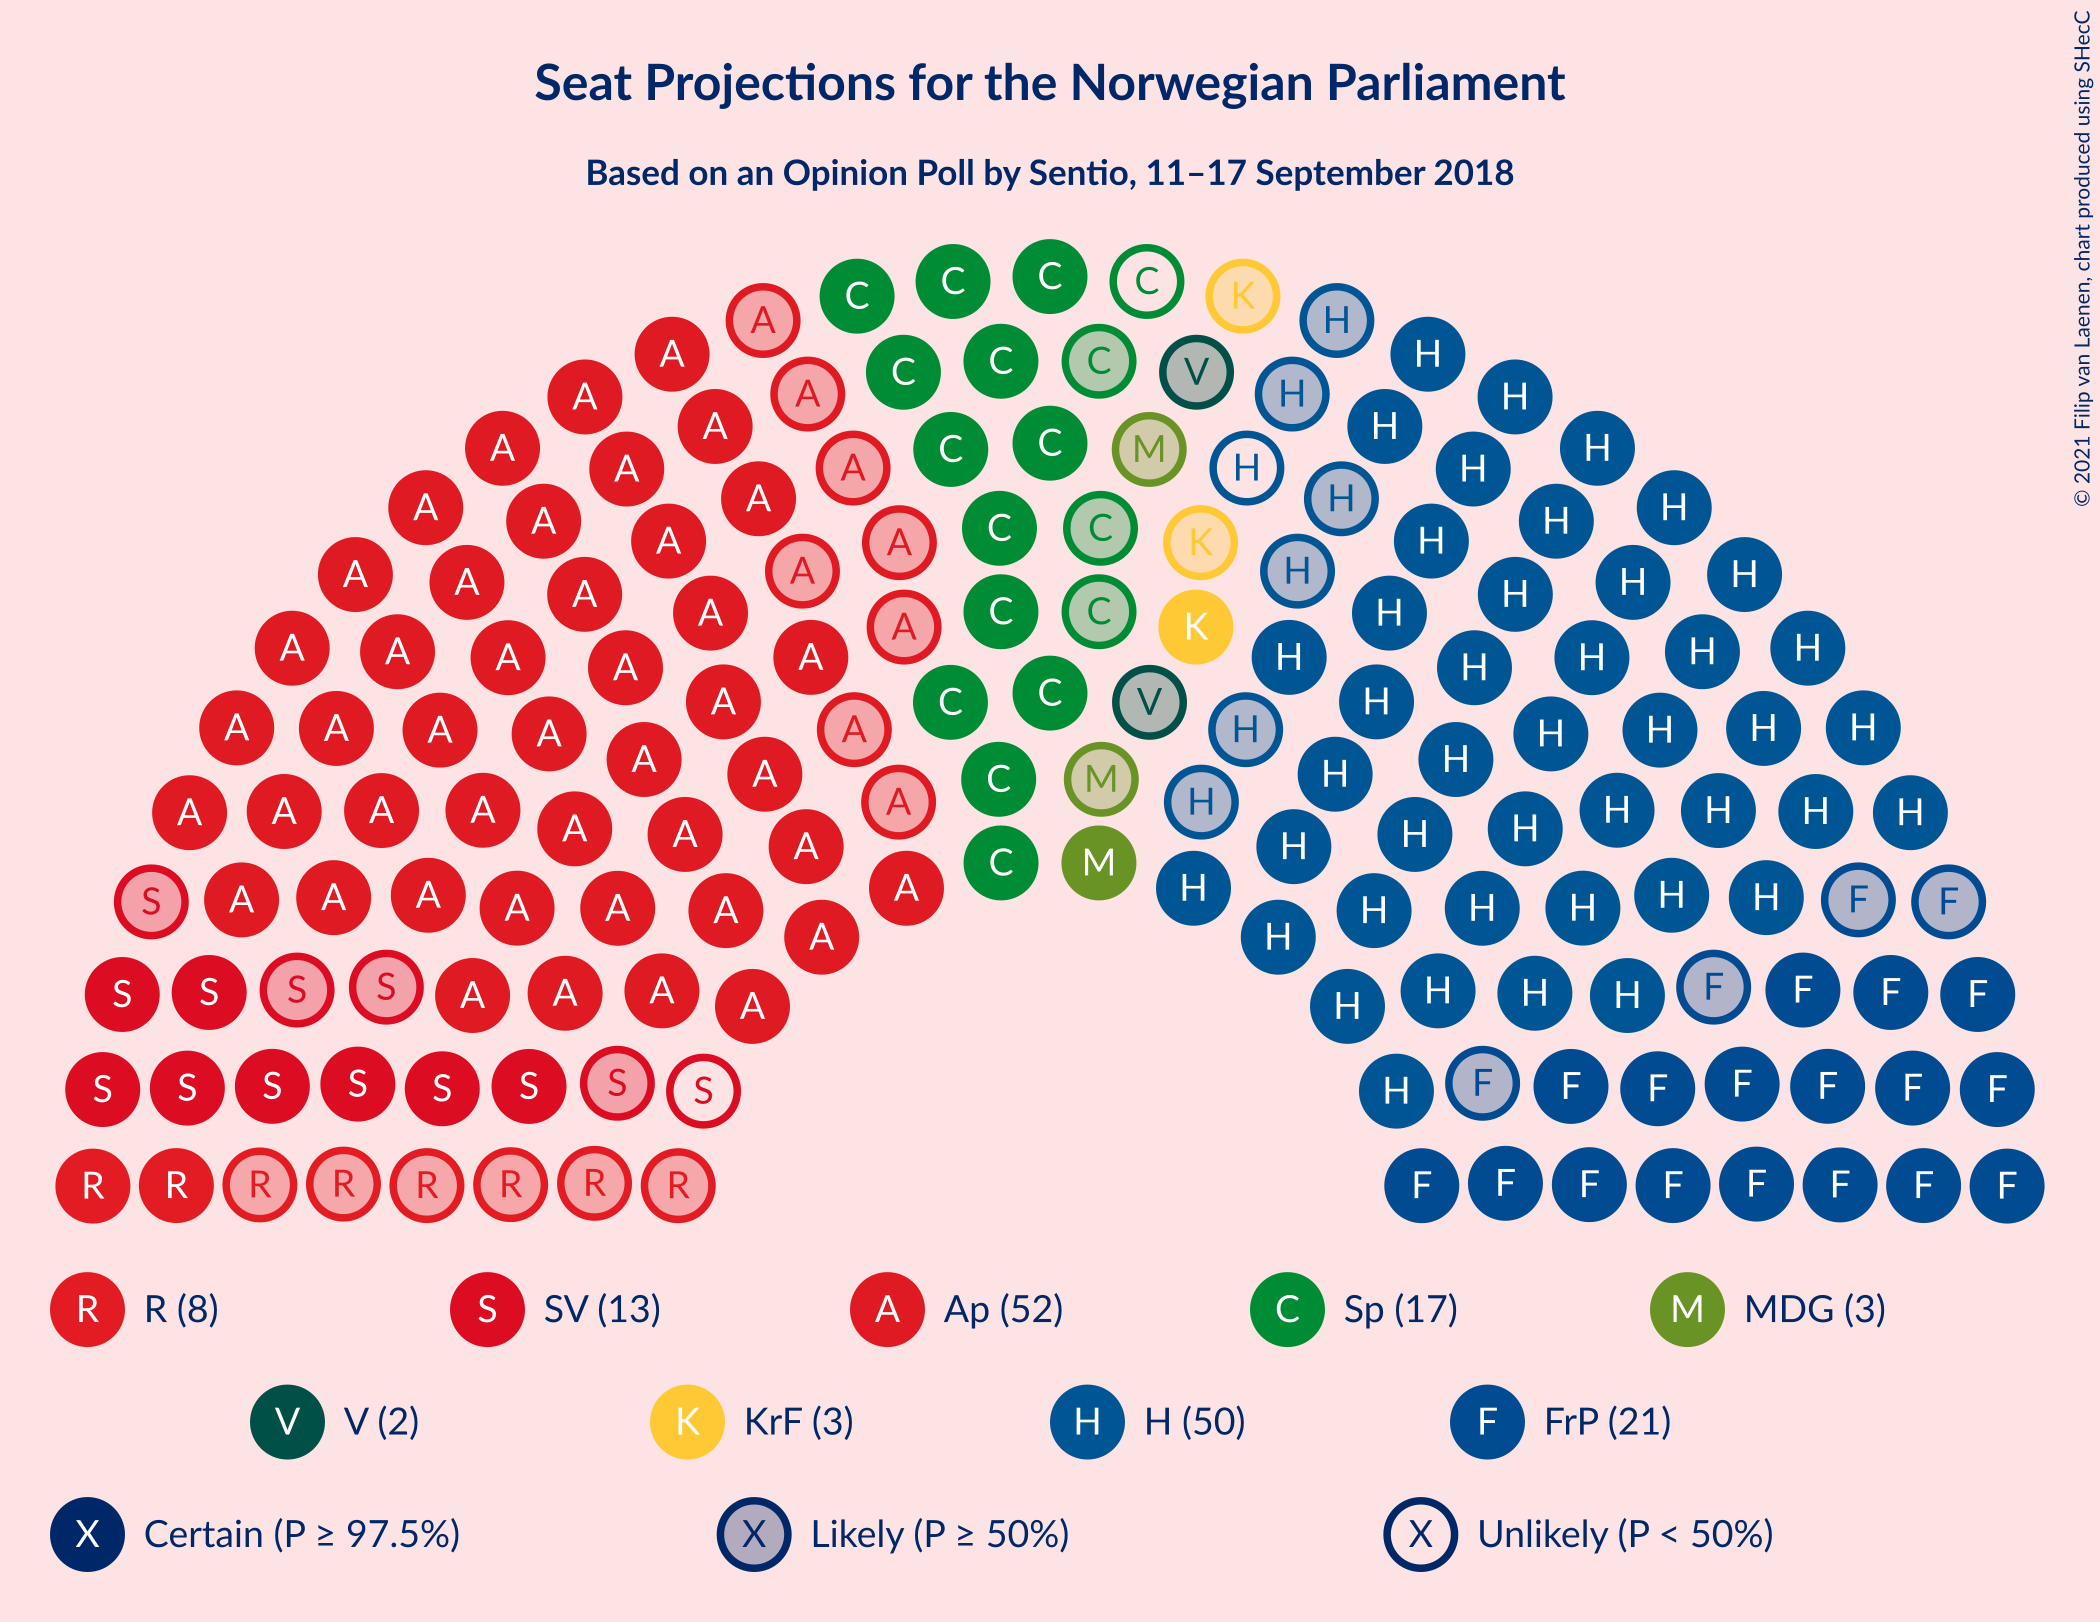 © 2021 Filip van Laenen, chart produced using SHecC
Seat Projections for the Norwegian Parliament
Based on an Opinion Poll by Sentio, 11–17 September 2018
C C C C K
A H
A C C C V H
A A H H
A A C C M H H
A A H H
A A A H H H
A A C C K H
A A A A H H H H
A A C C K H
A A A A A H H H H H
A C C V H
A A A A A H H H H H
A A C M H H
A A A A A H H H H H
A A A C M H H H
S A A A A A A A H H H H H H F F
A H
S S S S A A A A H H H H F F F F
S S S S S S S S H F F F F F F F
R R R R R R R R F F F F F F F F
R R (8) S SV (13) A Ap (52) C Sp (17) M MDG (3)
V V (2) K KrF (3) H H (50) F FrP (21)
X Certain (P ≥ 97.5%) X Likely (P ≥ 50%) X Unlikely (P < 50%)